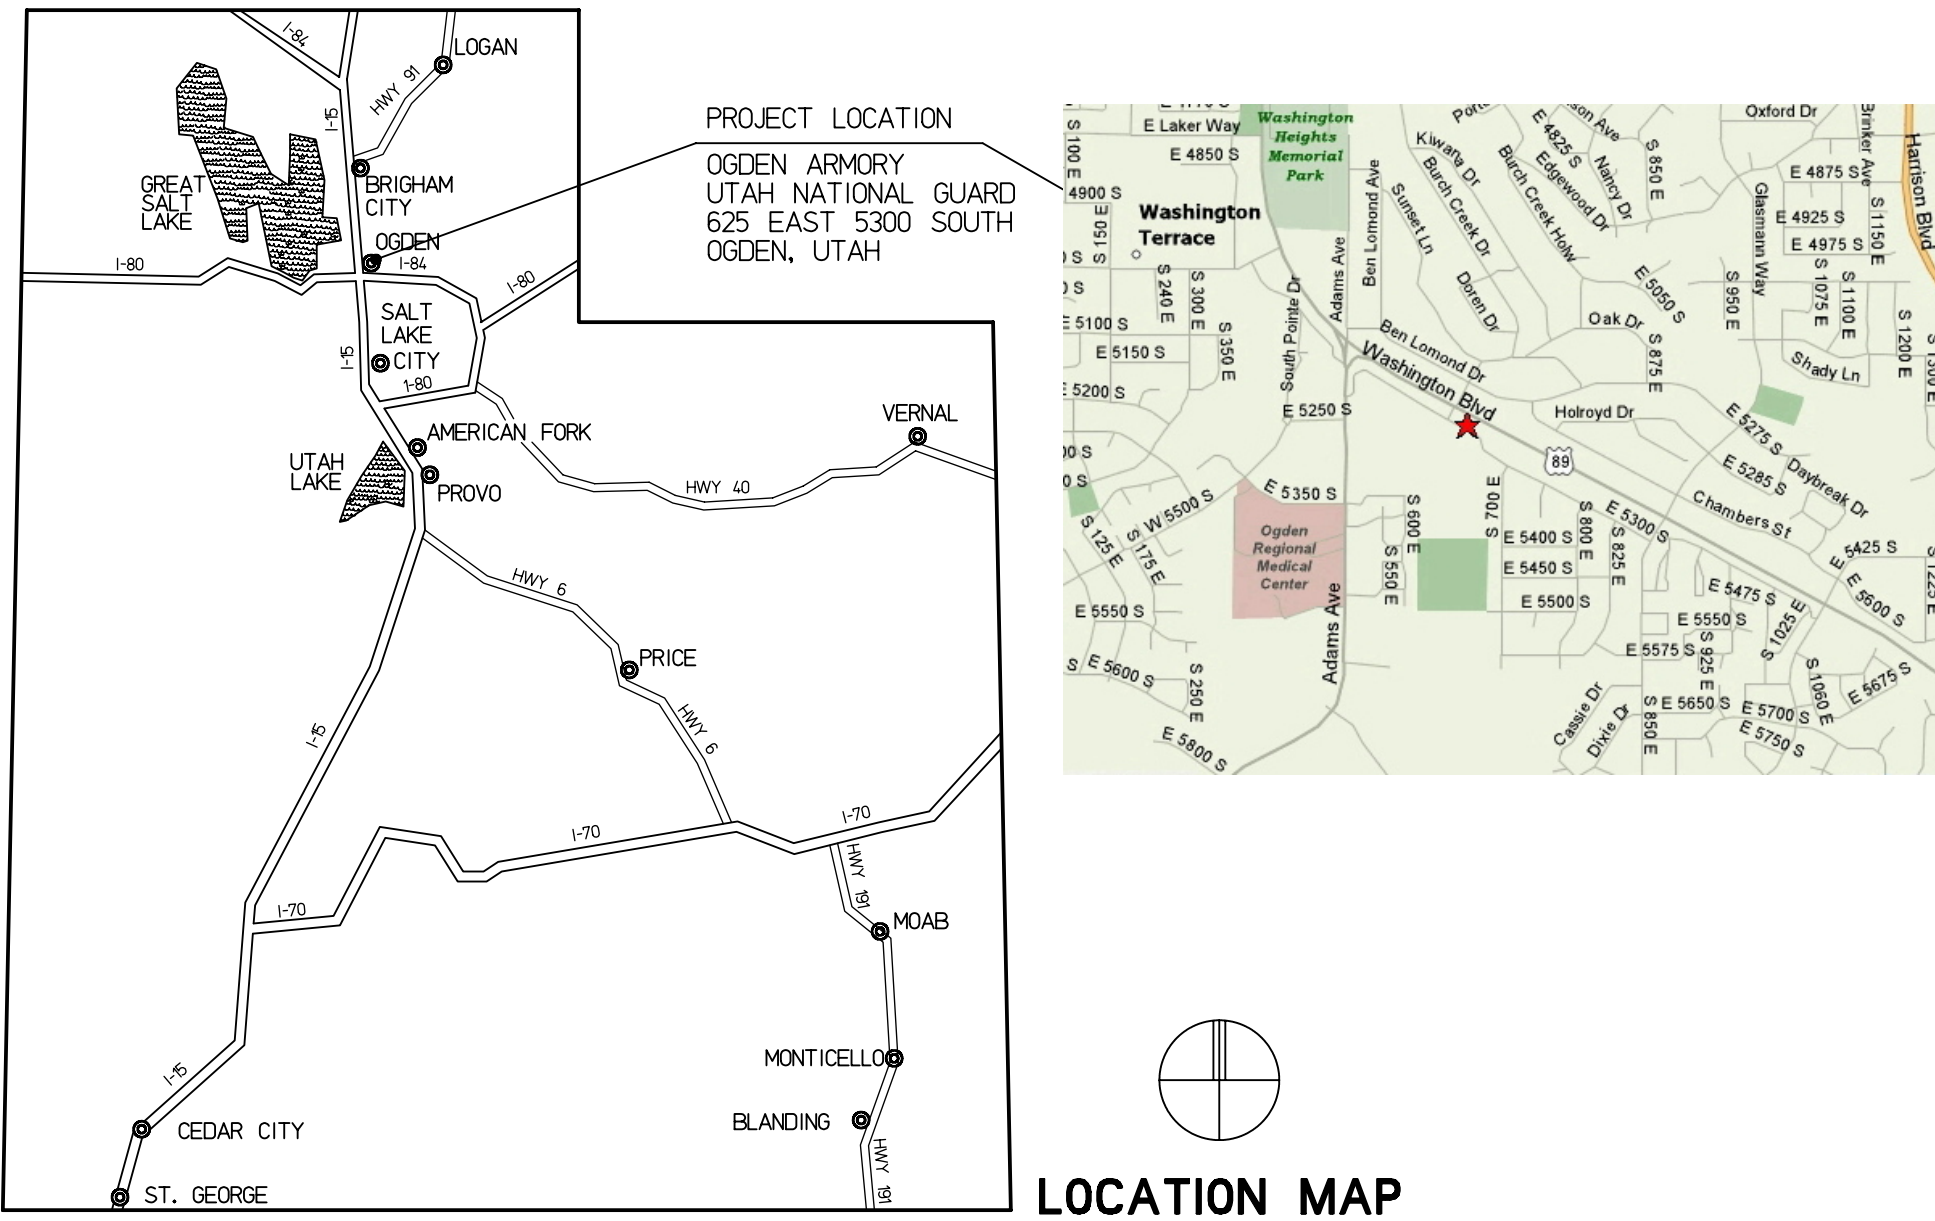 I-84
LOGAN
HWY 91
I-15
BRIGHAM
CITY
GREAT
SALT
LAKE
OGDEN
I-84
I-80
I-80
SALT
LAKE
CITY
I-15
1-80
AMERICAN FORK
UTAH
LAKE
PROVO
VERNAL
HWY 40
HWY 6
PRICE
HWY 6
I-15
I-70
I-70
I-70
HWY 191
MOAB
MONTICELLO
BLANDING
HWY 191
I-15
CEDAR CITY
ST. GEORGE
PROJECT LOCATION
OGDEN ARMORY
UTAH NATIONAL GUARD
625 EAST 5300 SOUTH
OGDEN, UTAH
S 100 E
E Laker Way
E 4850 S
4900 S
S 150 E
Washington
Heights
Memorial
Park
Washington
Terrace
S 240 E
S 300 E
S 350 E
E 5100 S
E 5150 S
E 5200 S
E 5250 S
South Pointe Dr
Adams Ave
Ben Lomond Ave
Kiwana Dr
Burch Creek Dr
Sunset Ln
Doren Dr
Burch Creek Holw
Edgewood Dr
E 4825 S
Nancy Dr
S 850 E
Oxford Dr
Brinker Ave
Harrison Blvd
E 4875 S
E 4925 S
E 4975 S
S 1150 E
Glasmann Way
S 950 E
S 1075 E
S 1100 E
S 1200 E
E 5050 S
Oak Dr
S 875 E
Shady Ln
Ben Lomond Dr
Washington Blvd
Holroyd Dr
E 5275 S
E 5285 S
Daybreak Dr
89
Chambers St
E 5300 S
E 5350 S
W 5500 S
S 125 E
S 175 E
Ogden
Regional
Medical
Center
S 600 E
S 550 E
S 700 E
E 5400 S
E 5450 S
E 5500 S
S 800 E
S 825 E
5425 S
E
E 5600 S
S 1225 E
E 5475 S
E 5550 S
S 1025 E
E 5575 S
S 925 E
S 1060 E
E 5675 S
E 5650 S
E 5700 S
E 5750 S
S 850 E
Cassie Dr
Dixie Dr
E 5550 S
E 5600 S
S 250 E
E 5800 S
Adams Ave
LOCATION MAP